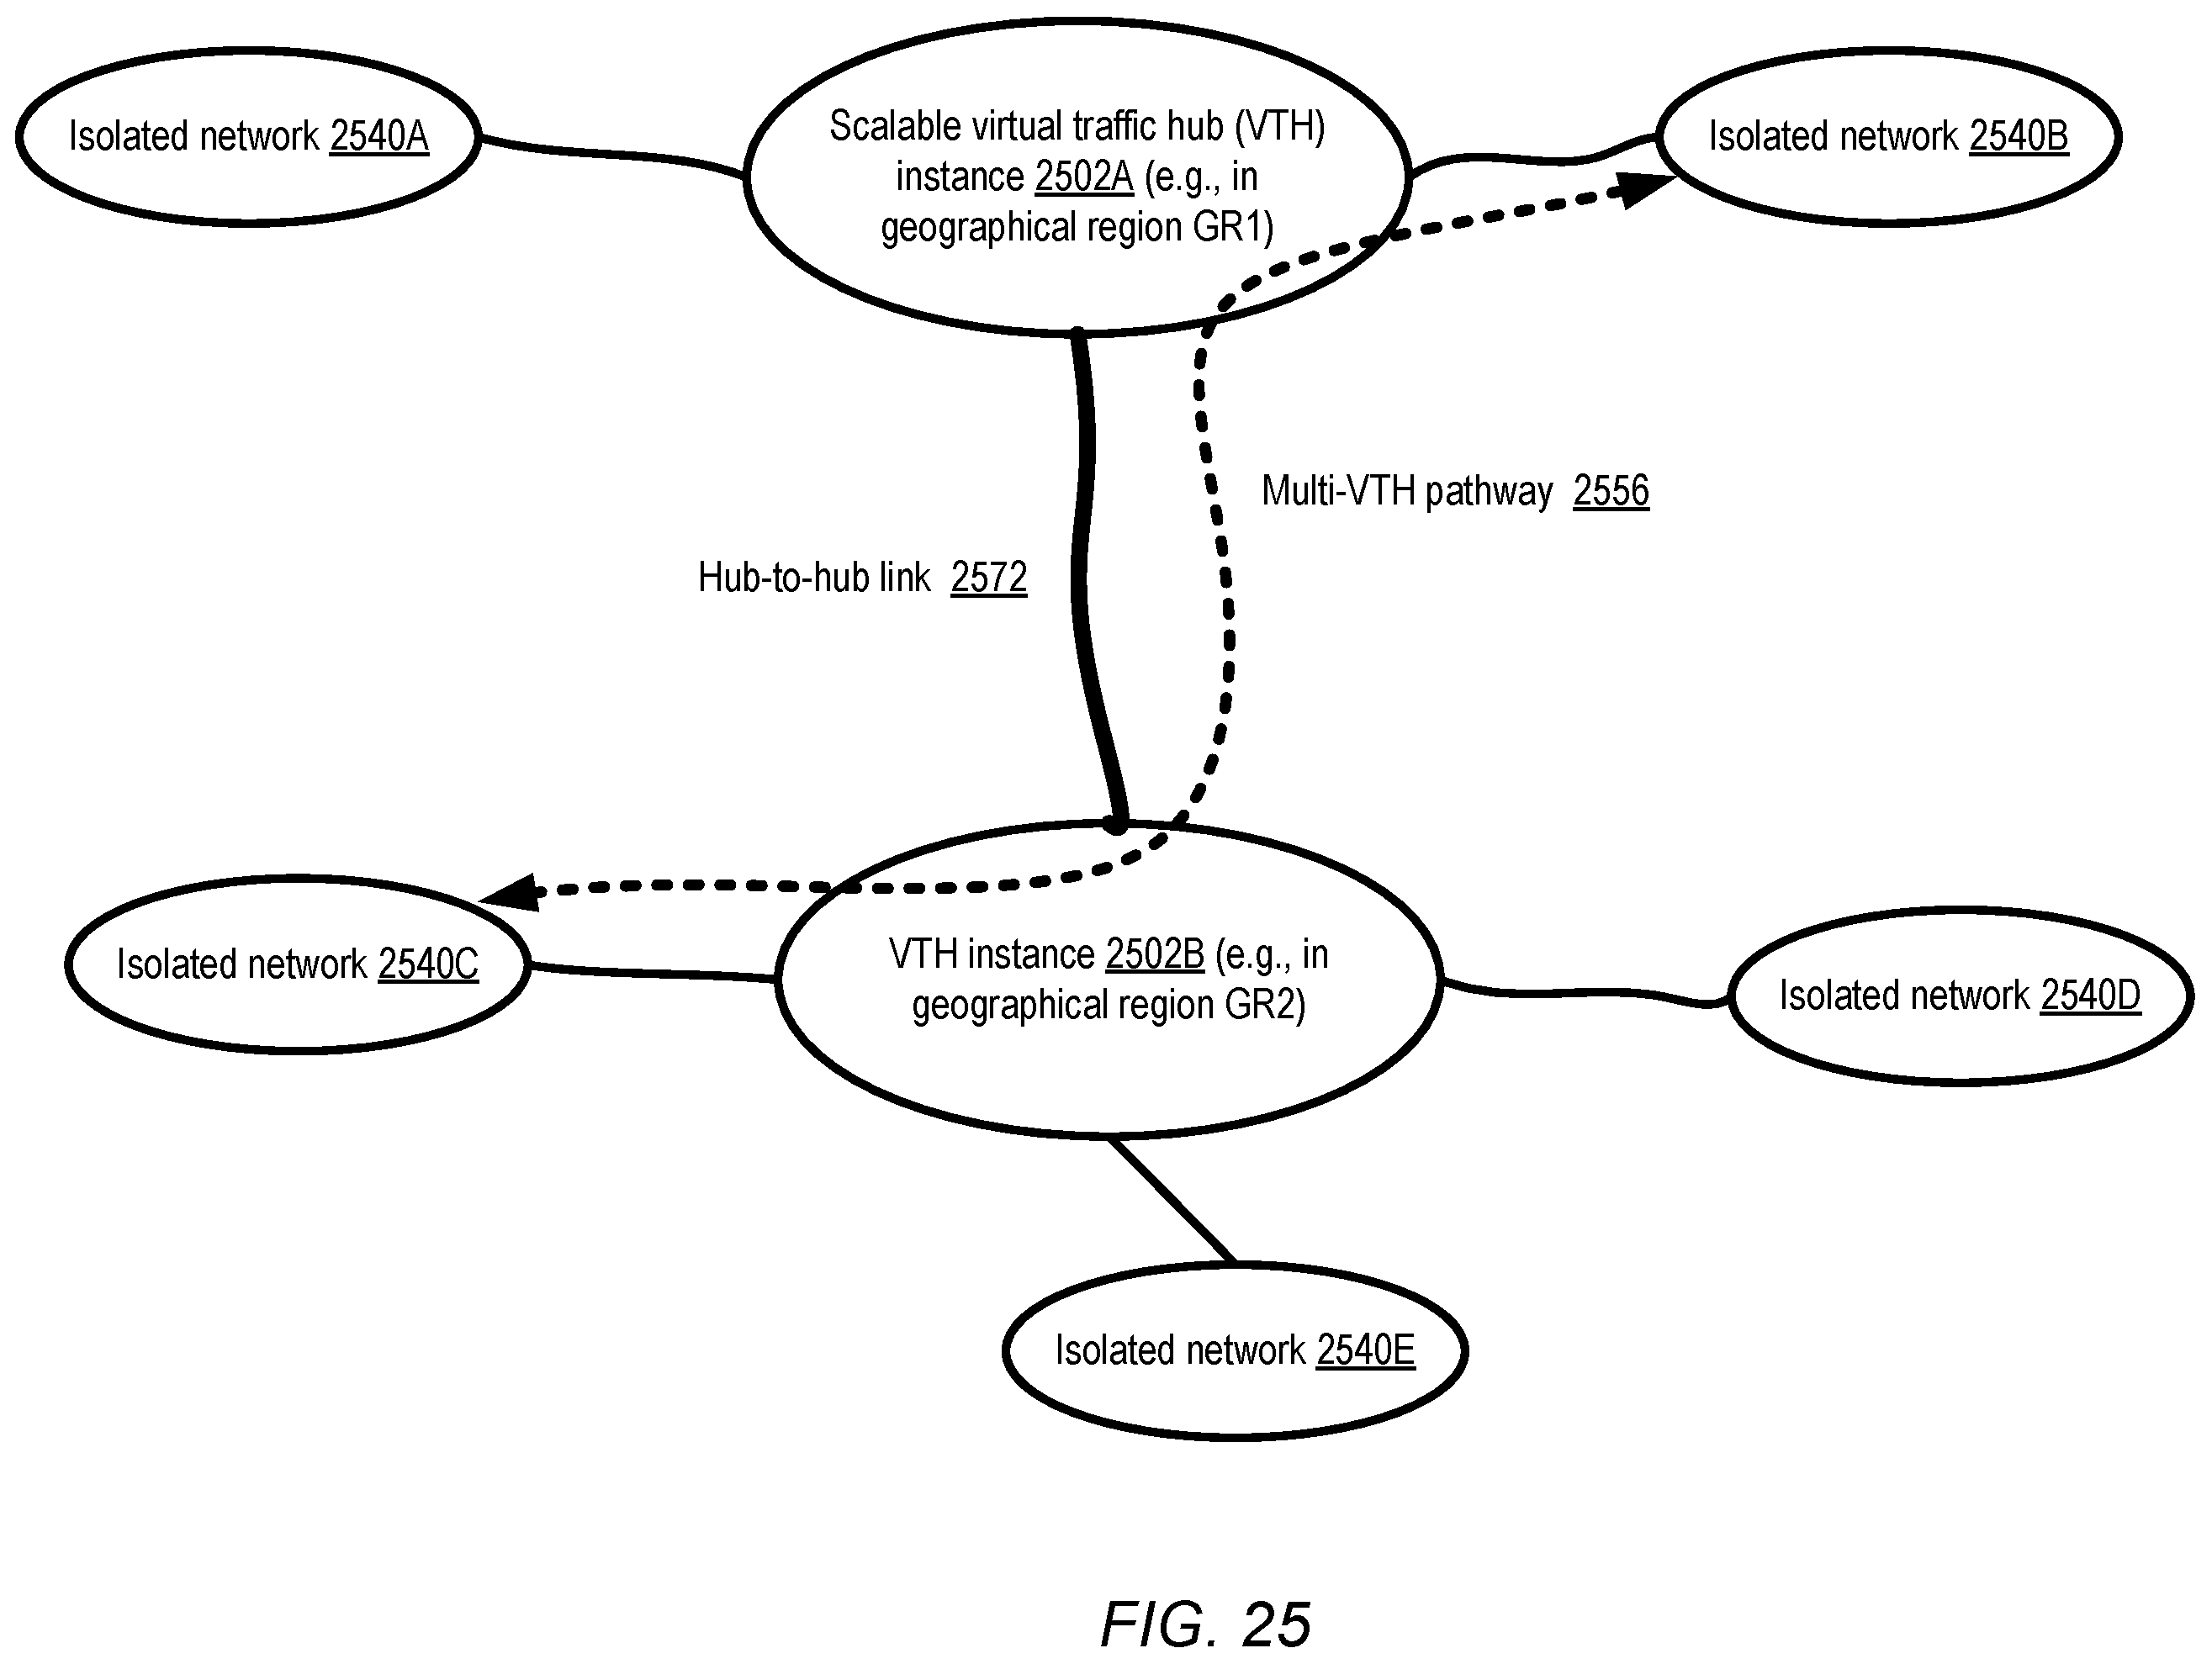 Isolated network 2540A
Scalable virtual traffic hub (VTH)
instance 2502A (e.g., in
geographical region GR1)
Isolated network 2540B
Multi-VTH pathway 2556
Hub-to-hub link 2572
Isolated network 2540C
VTH instance 2502B (e.g., in
geographical region GR2)
Isolated network 2540D
Isolated network 2540E
FIG. 25